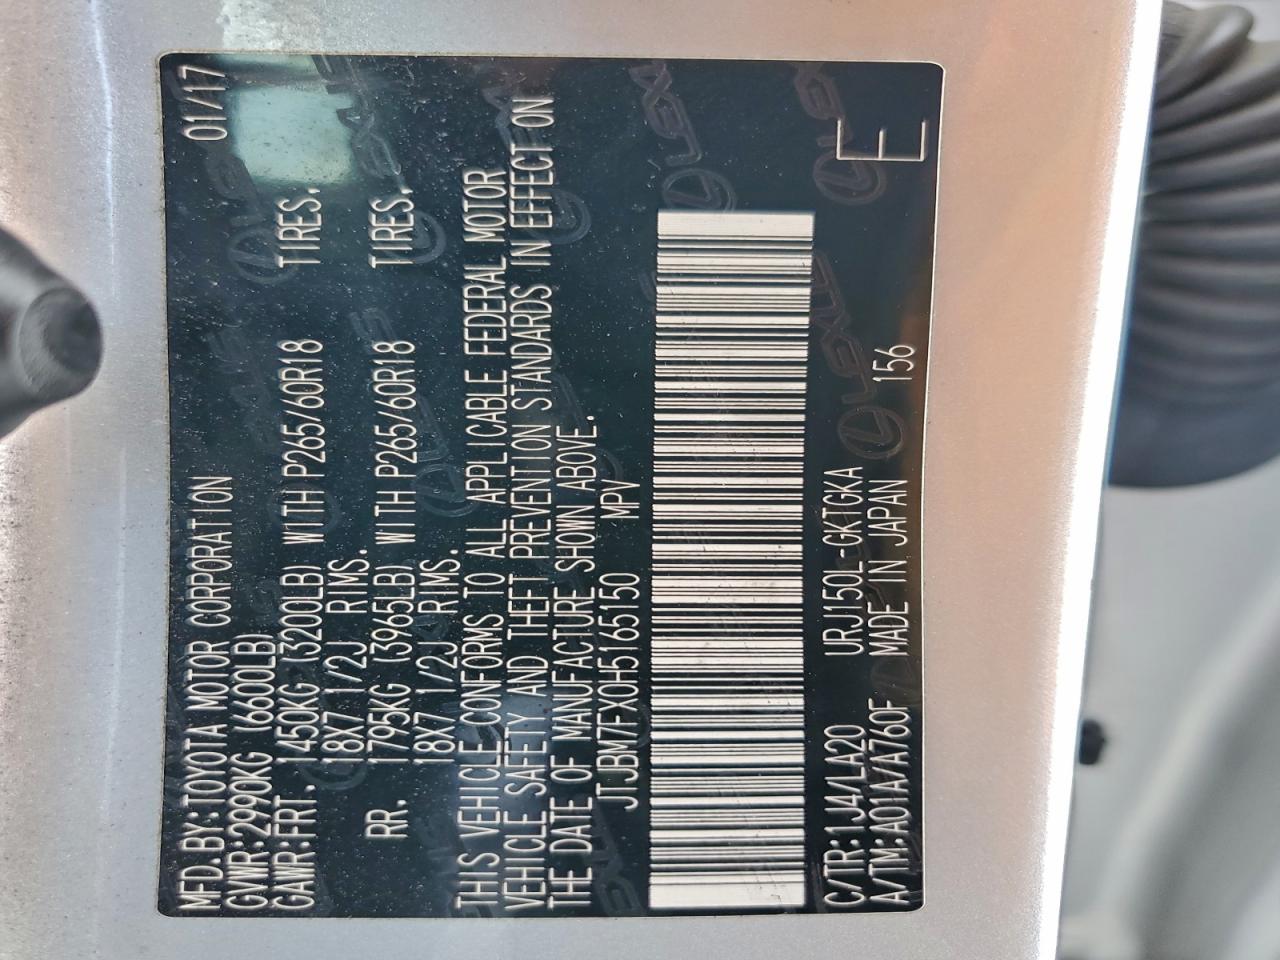 MFD.BY:TOYOTA MOTOR CORPORATION 01/17
GVWR:2990KG (6600LB)
GAWR:FRT. 1450KG (3200LB) WITH P265/60R18 TIRES.
18X7 1/2J RIMS.
RR. 1795KG (3965LB) WITH P265/60R18 TIRES.
18X7 1/2J RIMS.
THIS VEHICLE CONFORMS TO ALL APPLICABLE FEDERAL MOTOR
VEHICLE SAFETY AND THEFT PREVENTION STANDARDS IN EFFECT ON
THE DATE OF MANUFACTURE SHOWN ABOVE.
JTJBM7FX0H5165150 MPV
C/TR:1J4/LA20 URJ150L-GKTGKA
A/TM:A01A/A760F MADE IN JAPAN 156 E
LEXUS